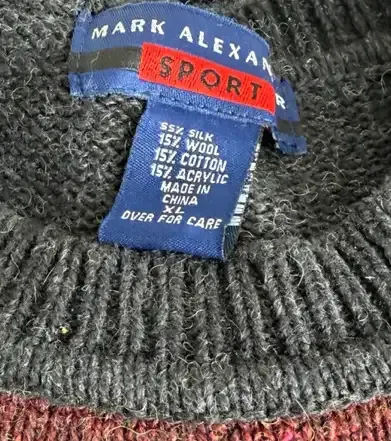 MARK ALEXAN
R
SPORT
55% SILK
15% WOOL
15% COTTON
15% ACRYLIC
MADE IN
CHINA
XL
OVER FOR CARE